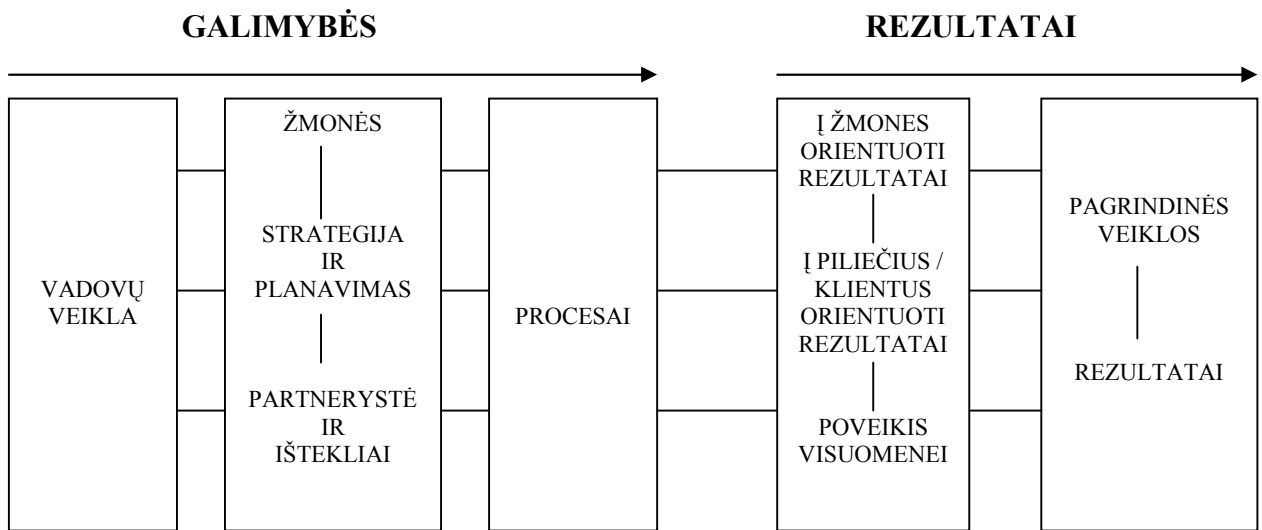 GALIMYBĖS
REZULTATAI
VADOVŲ
VEIKLA
ŽMONĖS
STRATEGIJA
IR
PLANAVIMAS
PARTNERYSTĖ
IR
IŠTEKLIAI
PROCESAI
Į ŽMONES
ORIENTUOTI
REZULTATAI
Į PILIEČIUS /
KLIENTUS
ORIENTUOTI
REZULTATAI
POVEIKIS
VISUOMENEI
PAGRINDINĖS
VEIKLOS
REZULTATAI